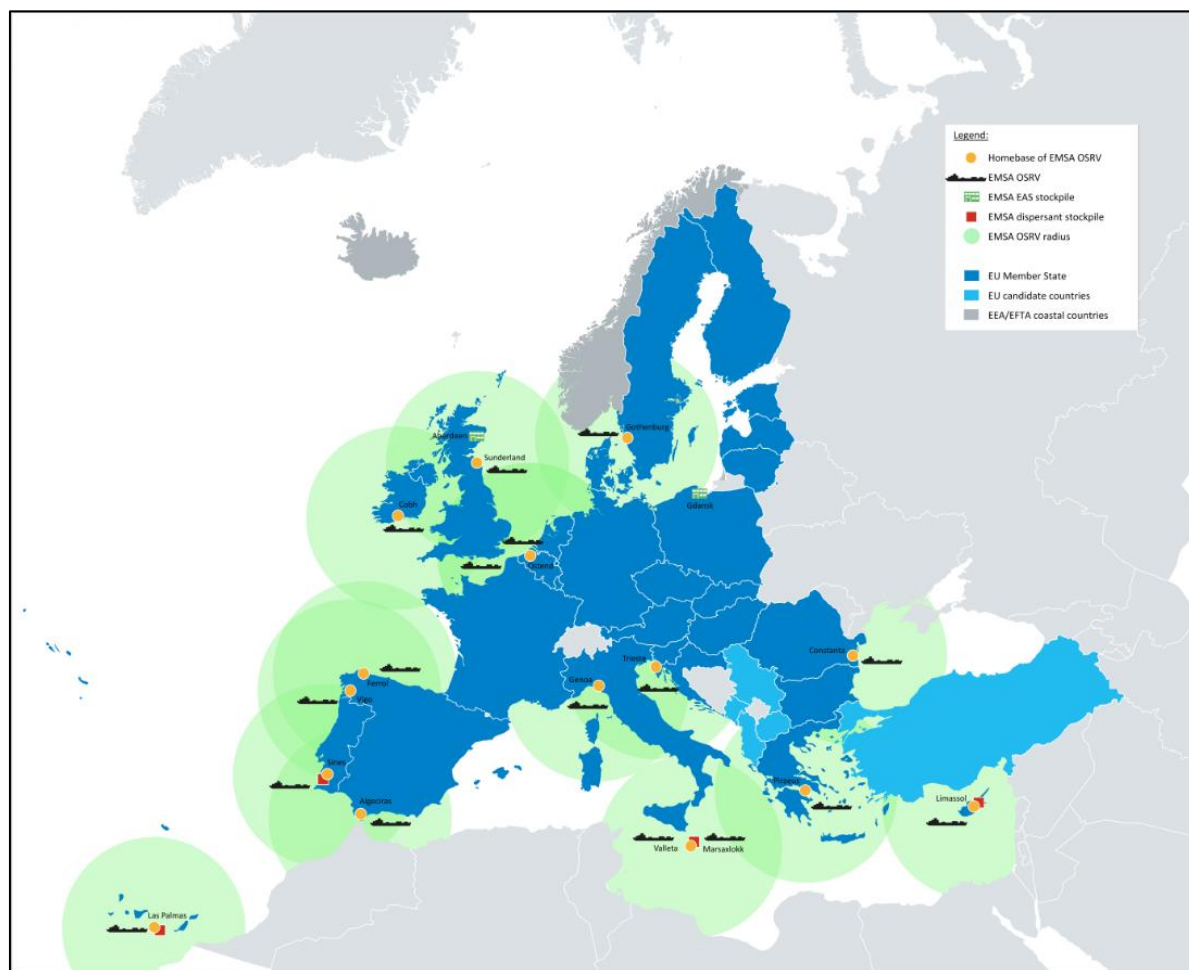 Legend:
Homebase of EMSA OSRV
EMSA OSRV
EMSA EAS stockpile
EMSA dispersant stockpile
EMSA OSRV radius
EU Member State
EU candidate countries
EEA/EFTA coastal countries
Aberdeen
Gothenburg
Sunderland
Gdansk
Cobh
Ostend
Trieste
Constanta
Genoa
Ferrol
Vigo
Sines
Piraeus
Limassol
Algeciras
Valleta
Marsaxlokk
Las Palmas